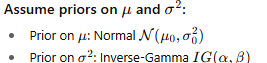 Assume priors on μ and σ²:
• Prior on μ: Normal 𝒩(μ₀, σ₀²)
• Prior on σ²: Inverse-Gamma IG(α, β)